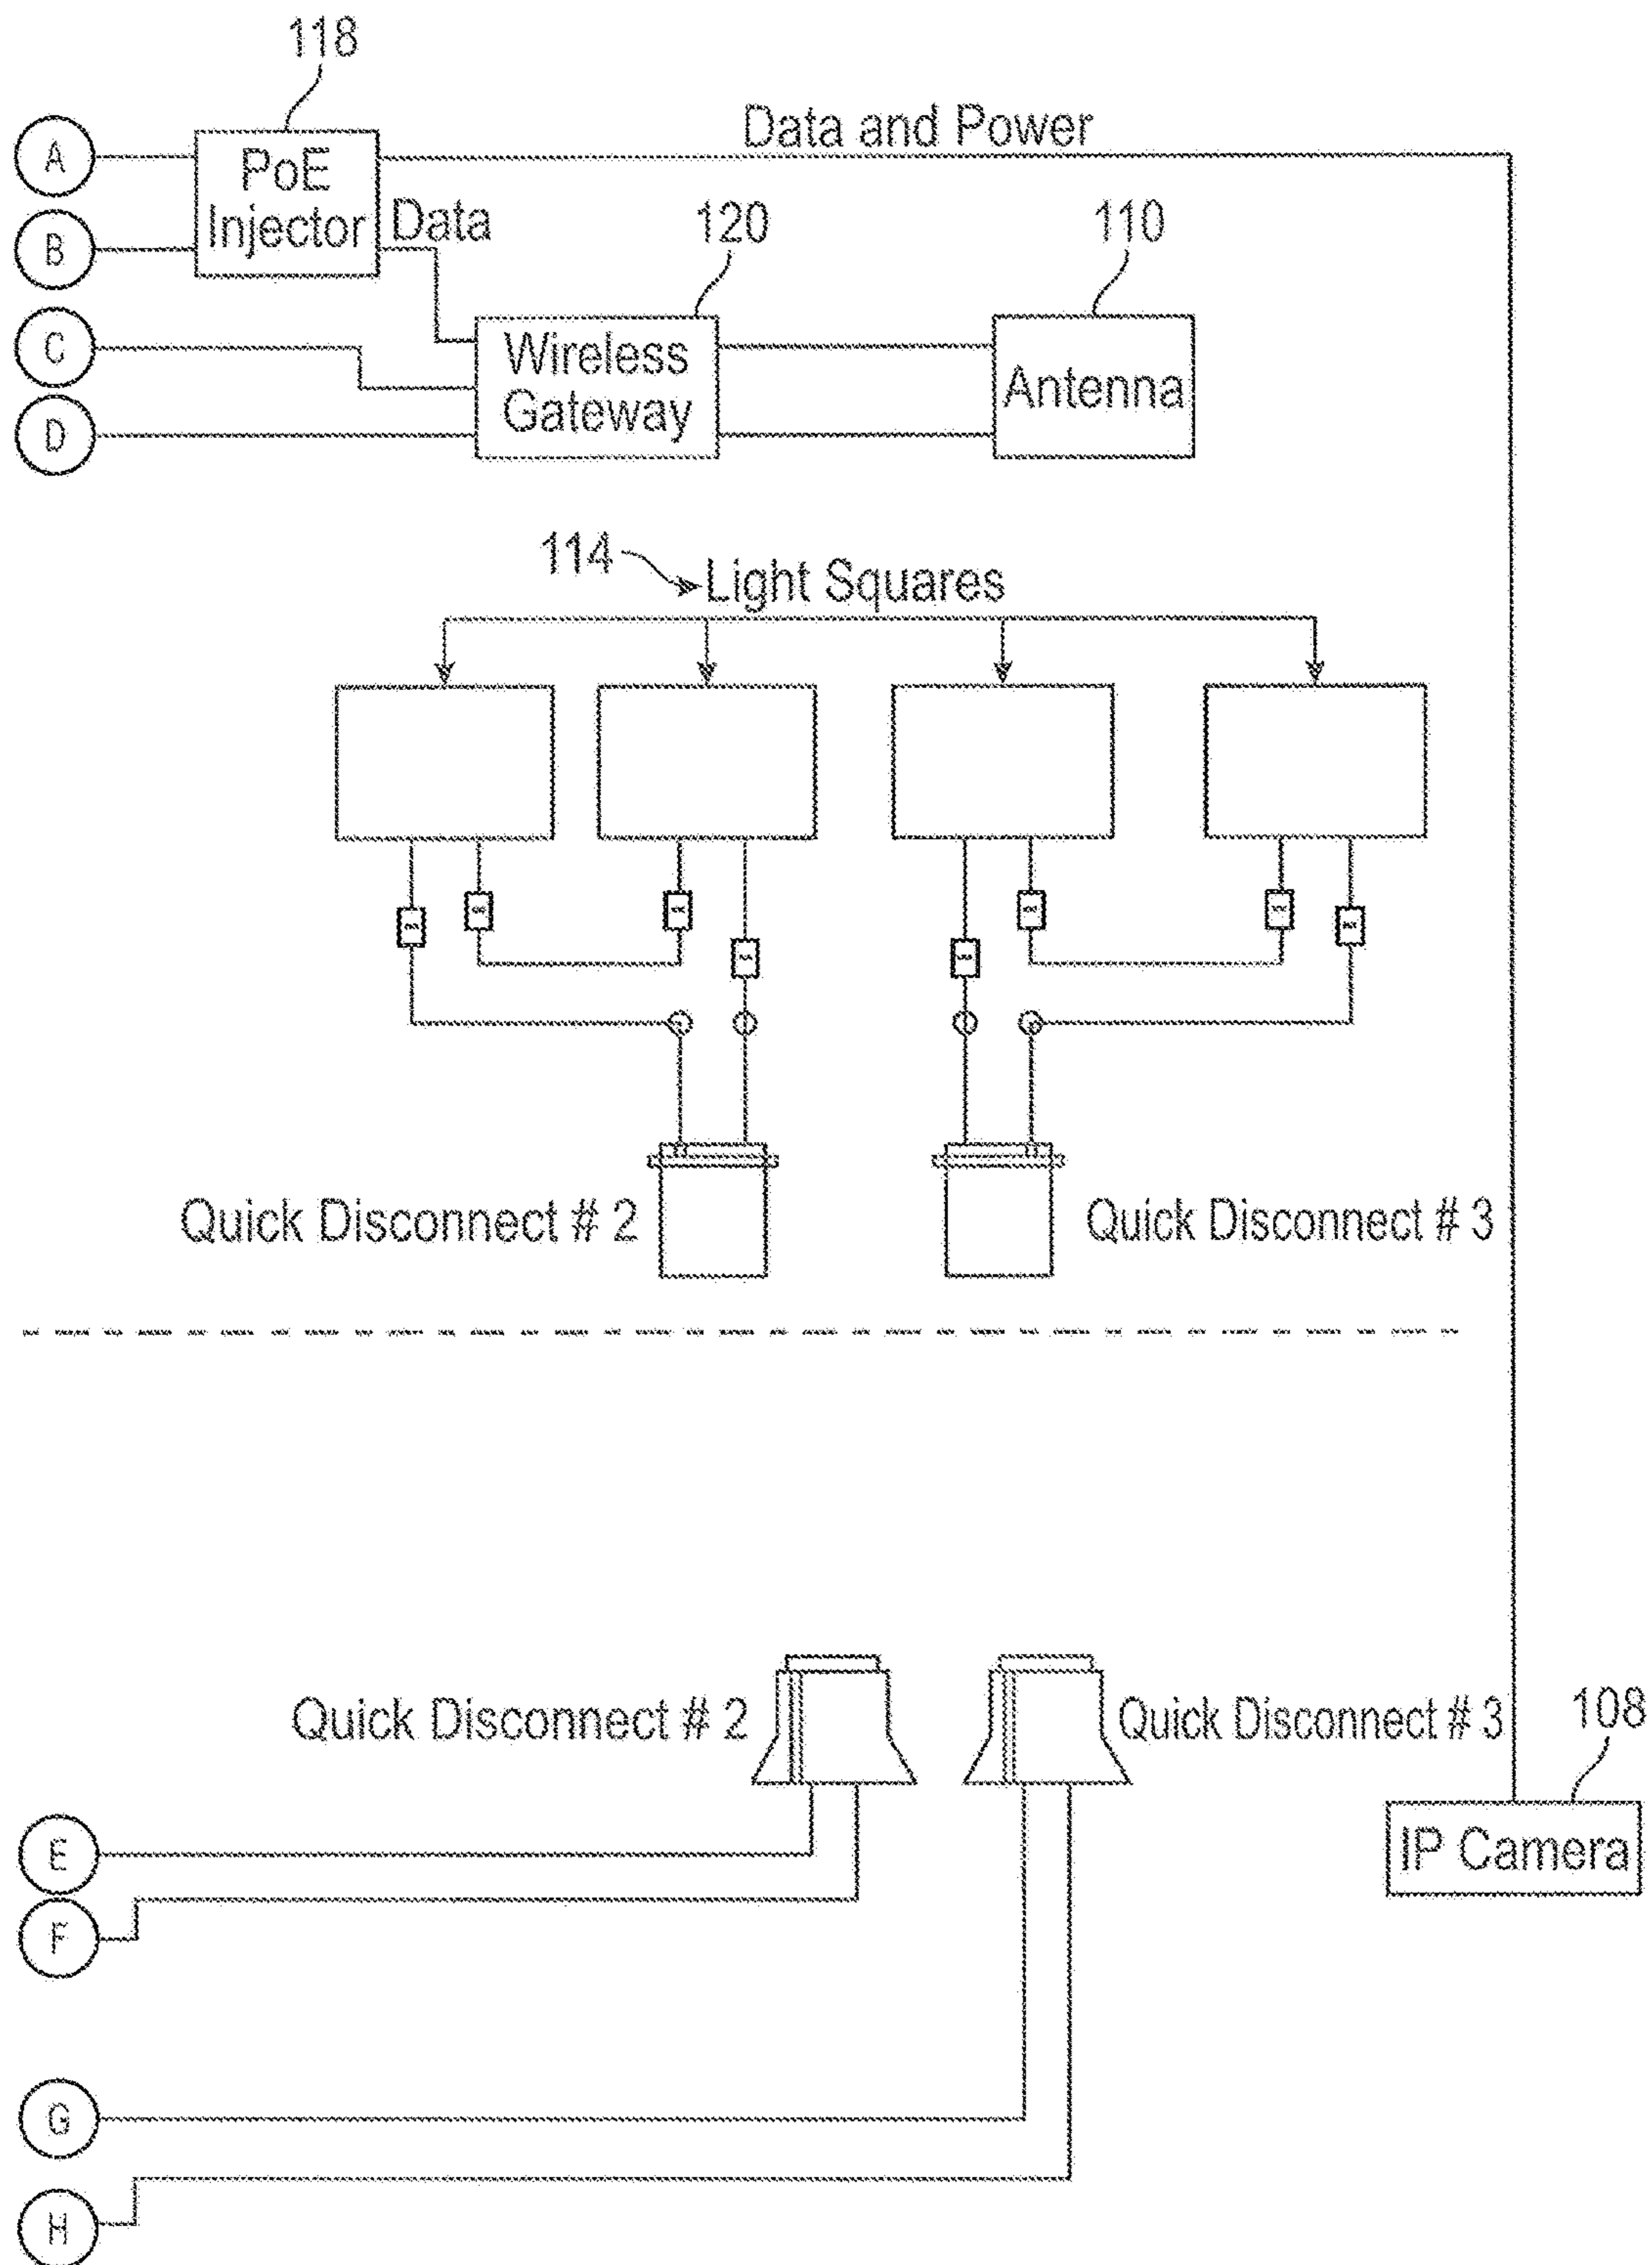 118
Data and Power
A
PoE
Injector
Data
B
120
110
C
Wireless
Gateway
Antenna
D
114
Light Squares
Quick Disconnect # 2
Quick Disconnect # 3
Quick Disconnect # 2
Quick Disconnect # 3
108
IP Camera
E
F
G
H